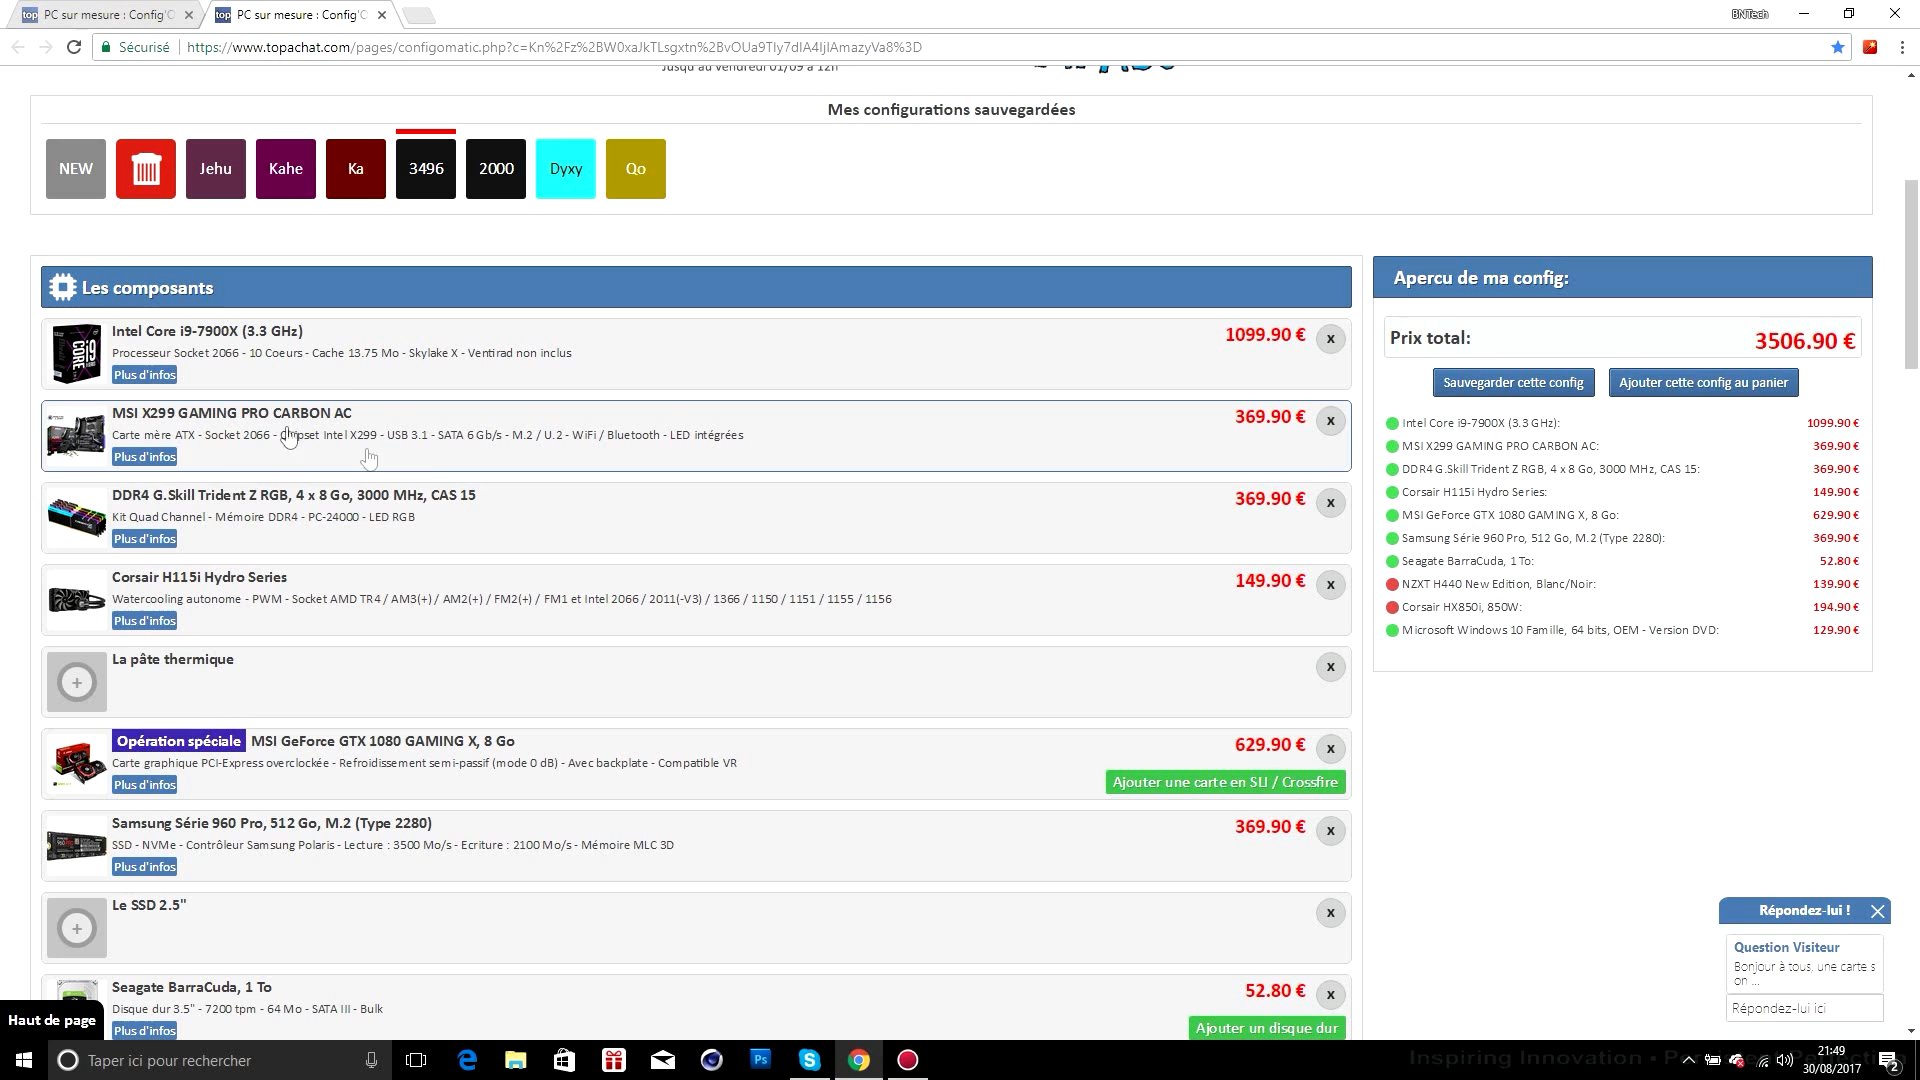 PC sur mesure : Config'O
PC sur mesure : Config'O
BNTech
Sécurisé
https://www.topachat.com/pages/configomatic.php?c=Kn%2Fz%2BW0xaJkTLsgxtn%2BvOUa9Tly7dIA4IjIAmazyVa8%3D
Jusqu'au vendredi 01/09 à 12h
Mes configurations sauvegardées
NEW
Jehu
Kahe
Ka
3496
2000
Dyxy
Qo
Les composants
Intel Core i9-7900X (3.3 GHz)
1099.90 €
Processeur Socket 2066 - 10 Coeurs - Cache 13.75 Mo - Skylake X - Ventirad non inclus
Plus d'infos
MSI X299 GAMING PRO CARBON AC
369.90 €
Carte mère ATX - Socket 2066 - Chipset Intel X299 - USB 3.1 - SATA 6 Gb/s - M.2 / U.2 - WiFi / Bluetooth - LED intégrées
Plus d'infos
DDR4 G.Skill Trident Z RGB, 4 x 8 Go, 3000 MHz, CAS 15
369.90 €
Kit Quad Channel - Mémoire DDR4 - PC-24000 - LED RGB
Plus d'infos
Corsair H115i Hydro Series
149.90 €
Watercooling autonome - PWM - Socket AMD TR4 / AM3(+) / AM2(+) / FM2(+) / FM1 et Intel 2066 / 2011(-V3) / 1366 / 1150 / 1151 / 1155 / 1156
Plus d'infos
La pâte thermique
Opération spéciale
MSI GeForce GTX 1080 GAMING X, 8 Go
629.90 €
Carte graphique PCI-Express overclockée - Refroidissement semi-passif (mode 0 dB) - Avec backplate - Compatible VR
Plus d'infos
Ajouter une carte en SLI / Crossfire
Samsung Série 960 Pro, 512 Go, M.2 (Type 2280)
369.90 €
SSD - NVMe - Contrôleur Samsung Polaris - Lecture : 3500 Mo/s - Ecriture : 2100 Mo/s - Mémoire MLC 3D
Plus d'infos
Le SSD 2.5"
Seagate BarraCuda, 1 To
52.80 €
Disque dur 3.5" - 7200 tpm - 64 Mo - SATA III - Bulk
Plus d'infos
Ajouter un disque dur
Haut de page
Apercu de ma config:
Prix total:
3506.90 €
Sauvegarder cette config
Ajouter cette config au panier
Intel Core i9-7900X (3.3 GHz): 1099.90 €
MSI X299 GAMING PRO CARBON AC: 369.90 €
DDR4 G.Skill Trident Z RGB, 4 x 8 Go, 3000 MHz, CAS 15: 369.90 €
Corsair H115i Hydro Series: 149.90 €
MSI GeForce GTX 1080 GAMING X, 8 Go: 629.90 €
Samsung Série 960 Pro, 512 Go, M.2 (Type 2280): 369.90 €
Seagate BarraCuda, 1 To: 52.80 €
NZXT H440 New Edition, Blanc/Noir: 139.90 €
Corsair HX850i, 850W: 194.90 €
Microsoft Windows 10 Famille, 64 bits, OEM - Version DVD: 129.90 €
Répondez-lui !
Question Visiteur
Bonjour à tous, une carte s
on ...
Répondez-lui ici
Taper ici pour rechercher
Ps
Inspiring Innovation •
21:49
30/08/2017
2